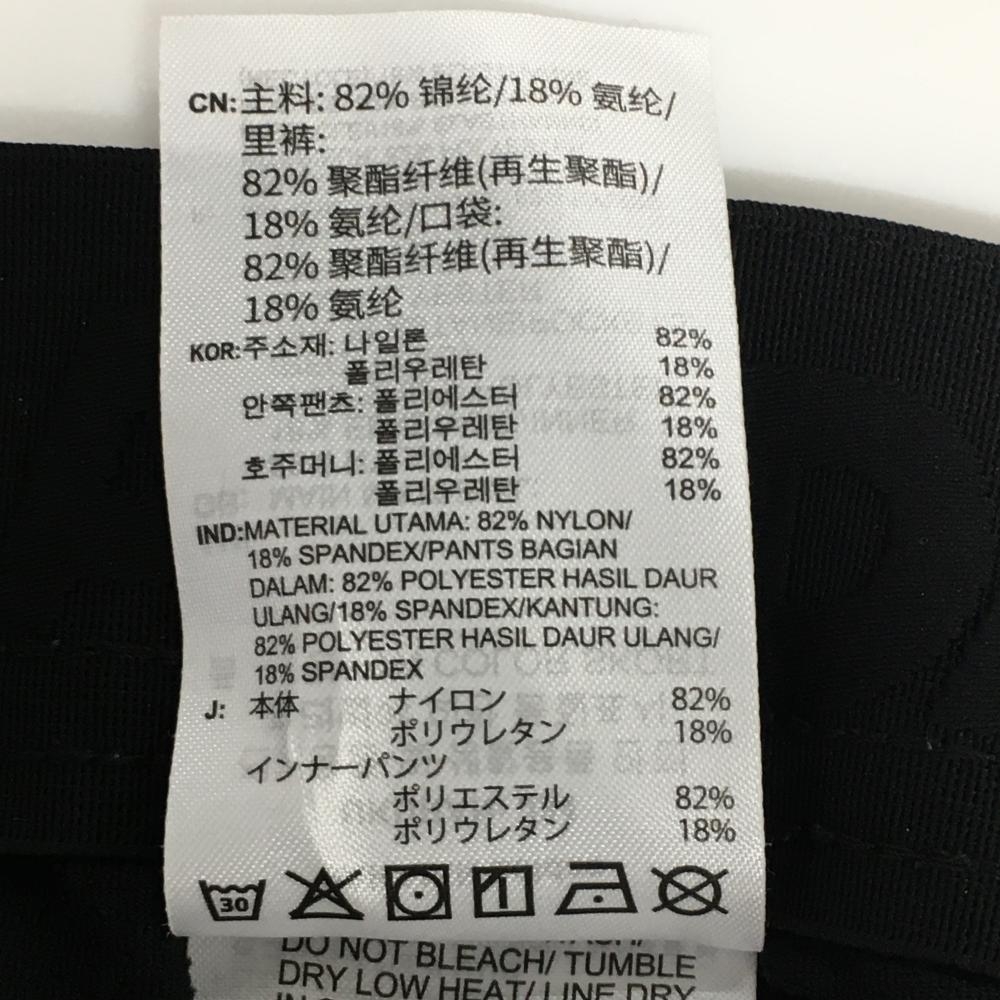 CN:主料: 82% 锦纶/18% 氨纶/
里裤:
82% 聚酯纤维(再生聚酯)/
18% 氨纶/口袋:
82% 聚酯纤维(再生聚酯)/
18% 氨纶
KOR:주소재: 나일론 82%
폴리우레탄 18%
안쪽팬츠: 폴리에스터 82%
폴리우레탄 18%
호주머니: 폴리에스터 82%
폴리우레탄 18%
IND:MATERIAL UTAMA: 82% NYLON/
18% SPANDEX/PANTS BAGIAN
DALAM: 82% POLYESTER HASIL DAUR
ULANG/18% SPANDEX/KANTUNG:
82% POLYESTER HASIL DAUR ULANG/
18% SPANDEX
J: 本体 ナイロン 82%
ポリウレタン 18%
インナーパンツ
ポリエステル 82%
ポリウレタン 18%
30
DO NOT BLEACH/ TUMBLE
DRY LOW HEAT/ LINE DRY